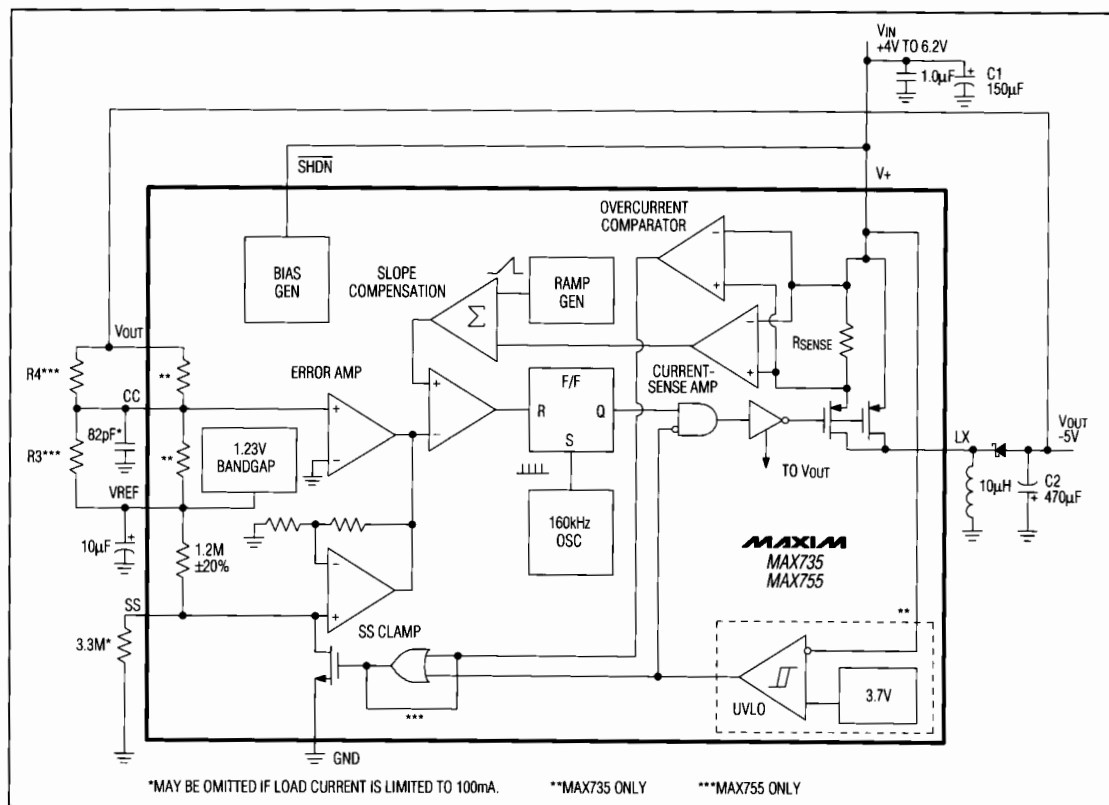 VIN
+4V TO 6.2V
1.0µF
C1
150µF
+
SHDN
V+
OVERCURRENT
COMPARATOR
BIAS
GEN
SLOPE
COMPENSATION
RAMP
GEN
Σ
−
+
−
+
RSENSE
CURRENT-
SENSE AMP
VOUT
R4***
**
CC
ERROR AMP
+
−
+
−
F/F
R
Q
S
82pF*
R3***
**
1.23V
BANDGAP
VREF
TO VOUT
LX
VOUT
-5V
10µH
C2
470µF
+
10µF
+
1.2M
±20%
160kHz
OSC
MAXIM
MAX735
MAX755
−
+
SS
3.3M*
SS CLAMP
**
***
UVLO
3.7V
GND
*MAY BE OMITTED IF LOAD CURRENT IS LIMITED TO 100mA.
**MAX735 ONLY
***MAX755 ONLY